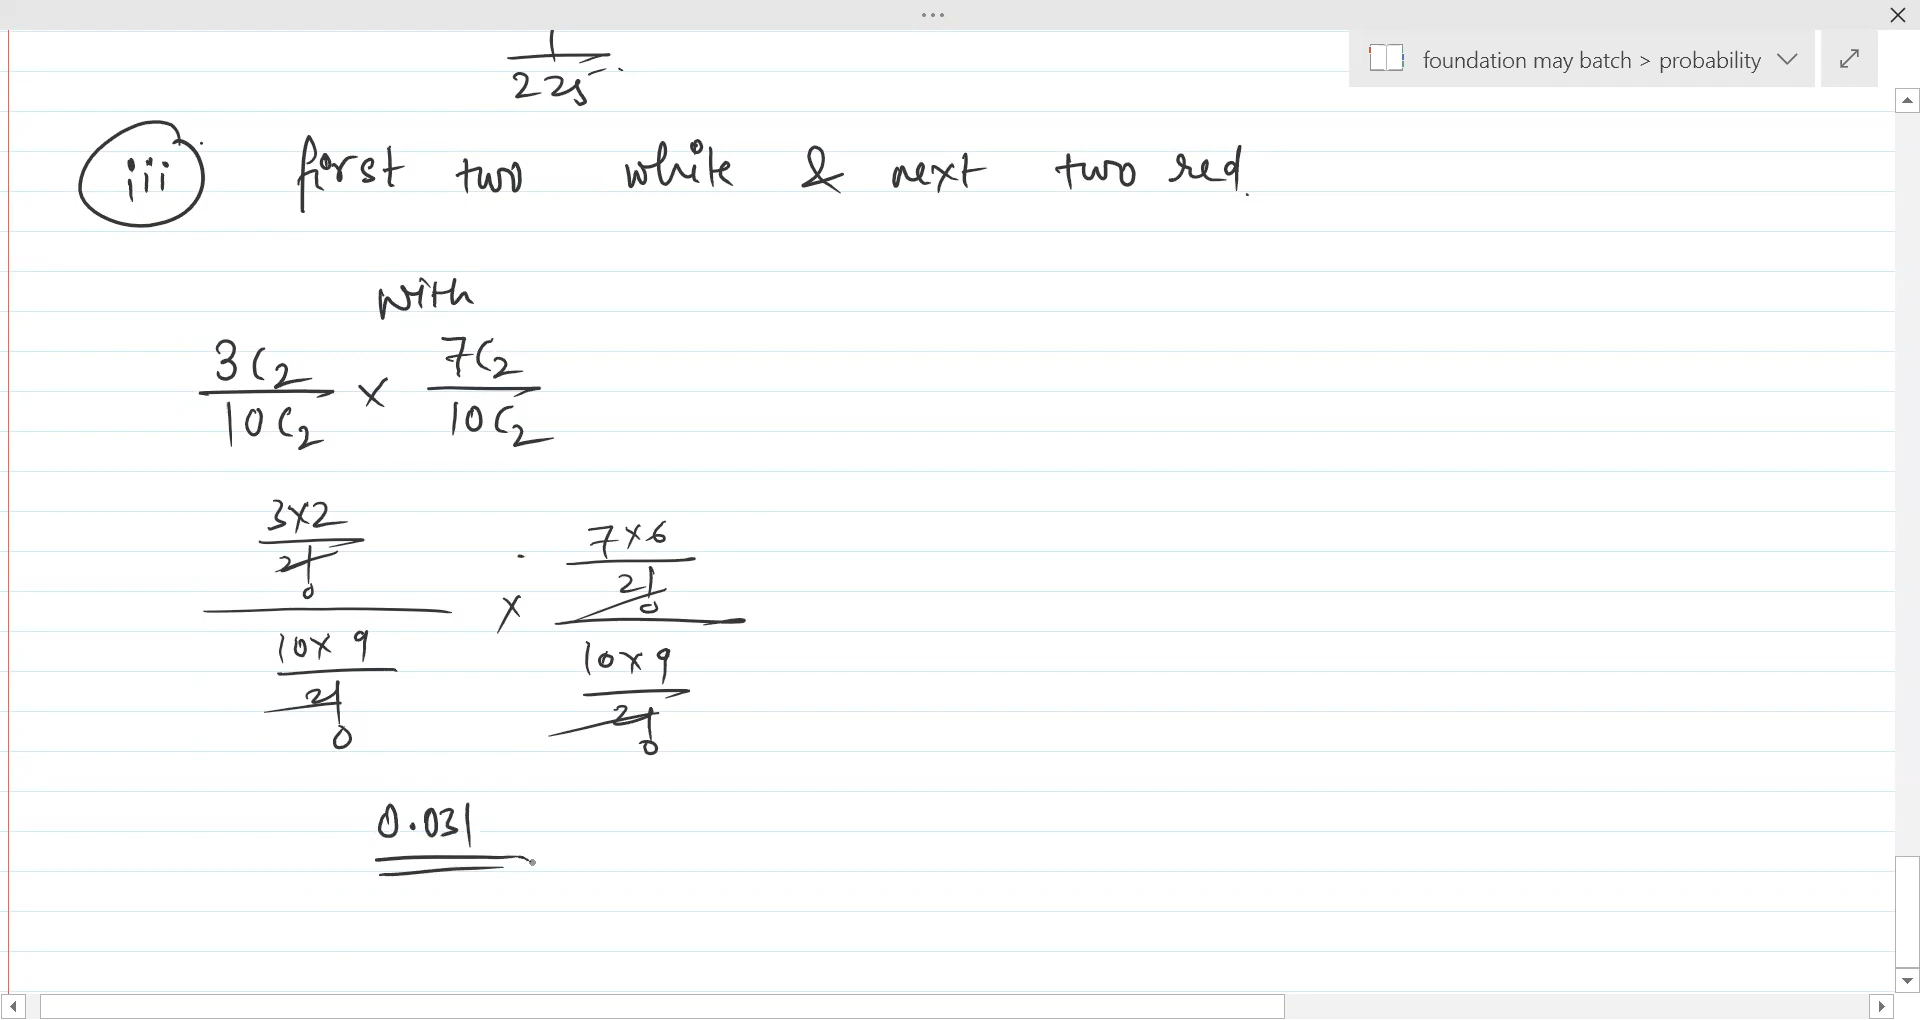 ...
foundation may batch > probability
1
225.
iii first two white & next two red.
with
3C2 / 10C2 × 7C2 / 10C2
3×2 7×6
2! 2!
×
10×9 10×9
2! 2!
0.031